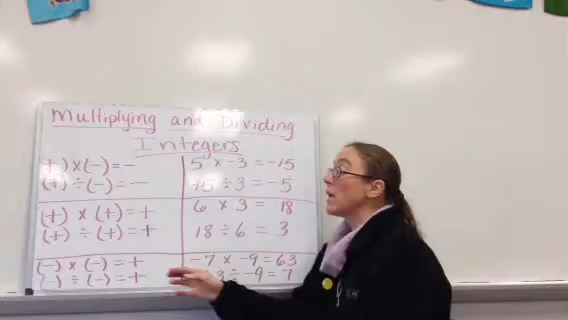 Multiplying and Dividing
Integers
(+) x (-) = -
(+) ÷ (-) = -
(+) x (+) = +
(+) ÷ (+) = +
(-) x (-) = +
(-) ÷ (-) = +
5 x -3 = -15
15 ÷ 3 = -5
6 x 3 = 18
18 ÷ 6 = 3
-7 x -9 = 63
3 ÷ -9 = 7